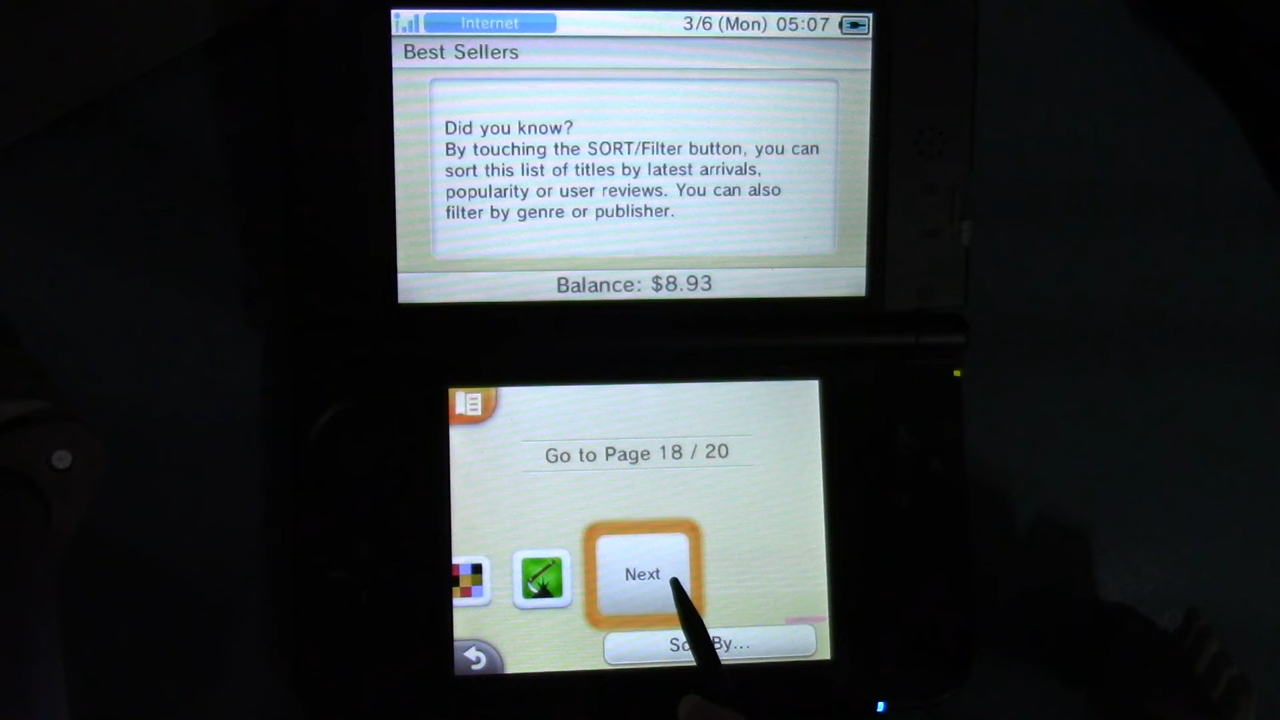 Internet
3/6 (Mon) 05:07
Best Sellers
Did you know?
By touching the SORT/Filter button, you can
sort this list of titles by latest arrivals,
popularity or user reviews. You can also
filter by genre or publisher.
Balance: $8.93
Go to Page 18 / 20
Next
By...